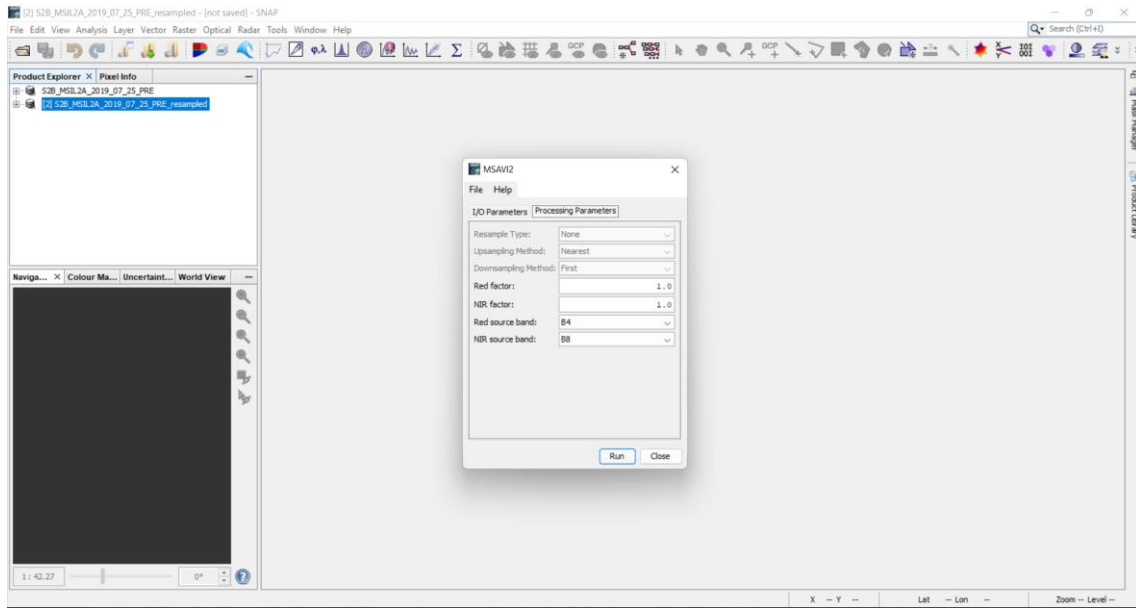 [2] S2B_MSIL2A_2019_07_25_PRE_resampled - [not saved] - SNAP
File Edit View Analysis Layer Vector Raster Optical Radar Tools Window Help
Search (Ctrl+I)
Product Explorer × Pixel Info
S2B_MSIL2A_2019_07_25_PRE
[2] S2B_MSIL2A_2019_07_25_PRE_resampled
Mask Manager
Product Library
MSAVI2
File Help
I/O Parameters Processing Parameters
Resample Type: None
Upsampling Method: Nearest
Downsampling Method: First
Red factor: 1.0
NIR factor: 1.0
Red source band: B4
NIR source band: B8
Run Close
Naviga... × Colour Ma... Uncertaint... World View
1 : 42.27 0°
X -- Y -- Lat -- Lon -- Zoom -- Level --